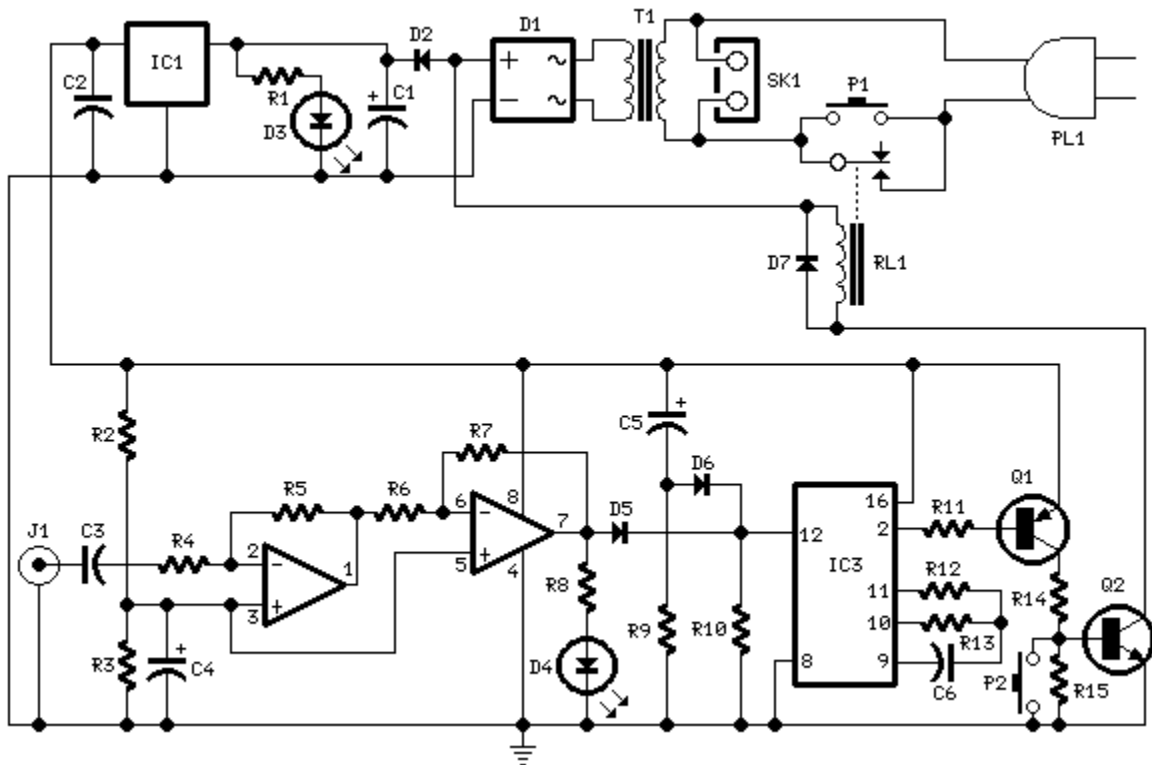 D1
T1
D2
C2
IC1
R1
+
C1
+
~
−
~
SK1
P1
PL1
D3
D7
RL1
R2
C5
+
R7
D6
Q1
R5
R6
6
−
8
7
D5
16
R11
2
J1
C3
R4
2
−
1
5
+
4
12
IC3
R8
11
R12
Q2
+
3
R14
R3
+
C4
R9
R10
10
R13
D4
8
9
C6
P2
R15